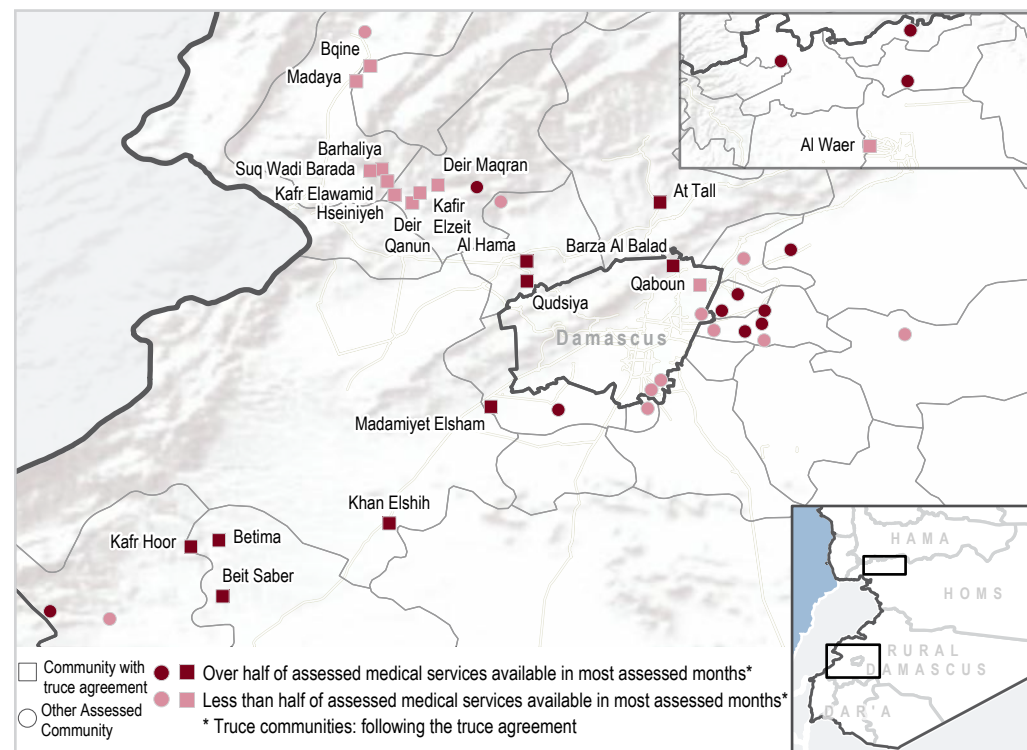 Bqine
Madaya
Al Waer
Barhaliya
Suq Wadi Barada
Deir Maqran
Kafr Elawamid
Hseiniyeh
Kafir
Elzeit
Deir
Qanun
At Tall
Al Hama
Barza Al Balad
Qaboun
Qudsiya
Damascus
Madamiyet Elsham
Khan Elshih
Kafr Hoor
Betima
Beit Saber
HAMA
HOMS
RURAL
DAMASCUS
DAR'A
Community with
truce agreement
Other Assessed
Community
Over half of assessed medical services available in most assessed months*
Less than half of assessed medical services available in most assessed months*
* Truce communities: following the truce agreement